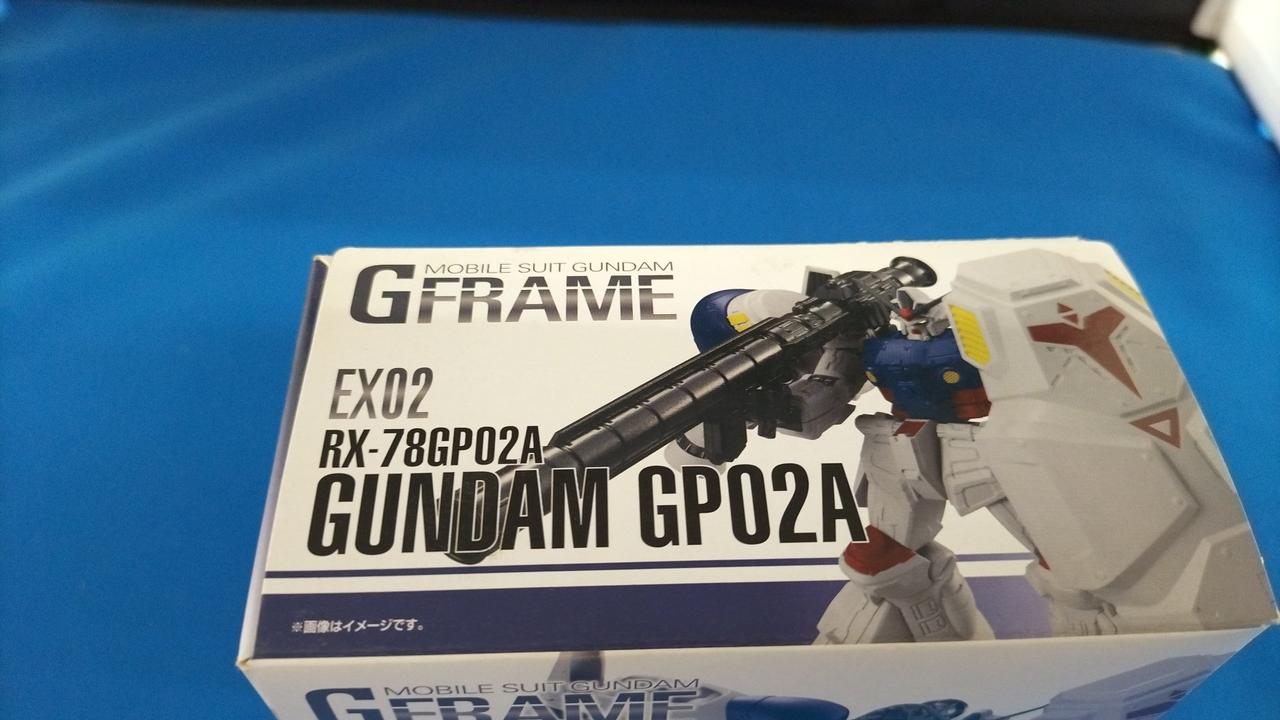 MOBILE SUIT GUNDAM
GFRAME
EX02
RX-78GP02A
GUNDAM GP02A
※画像はイメージです。
MOBILE SUIT GUNDAM
GFRAME